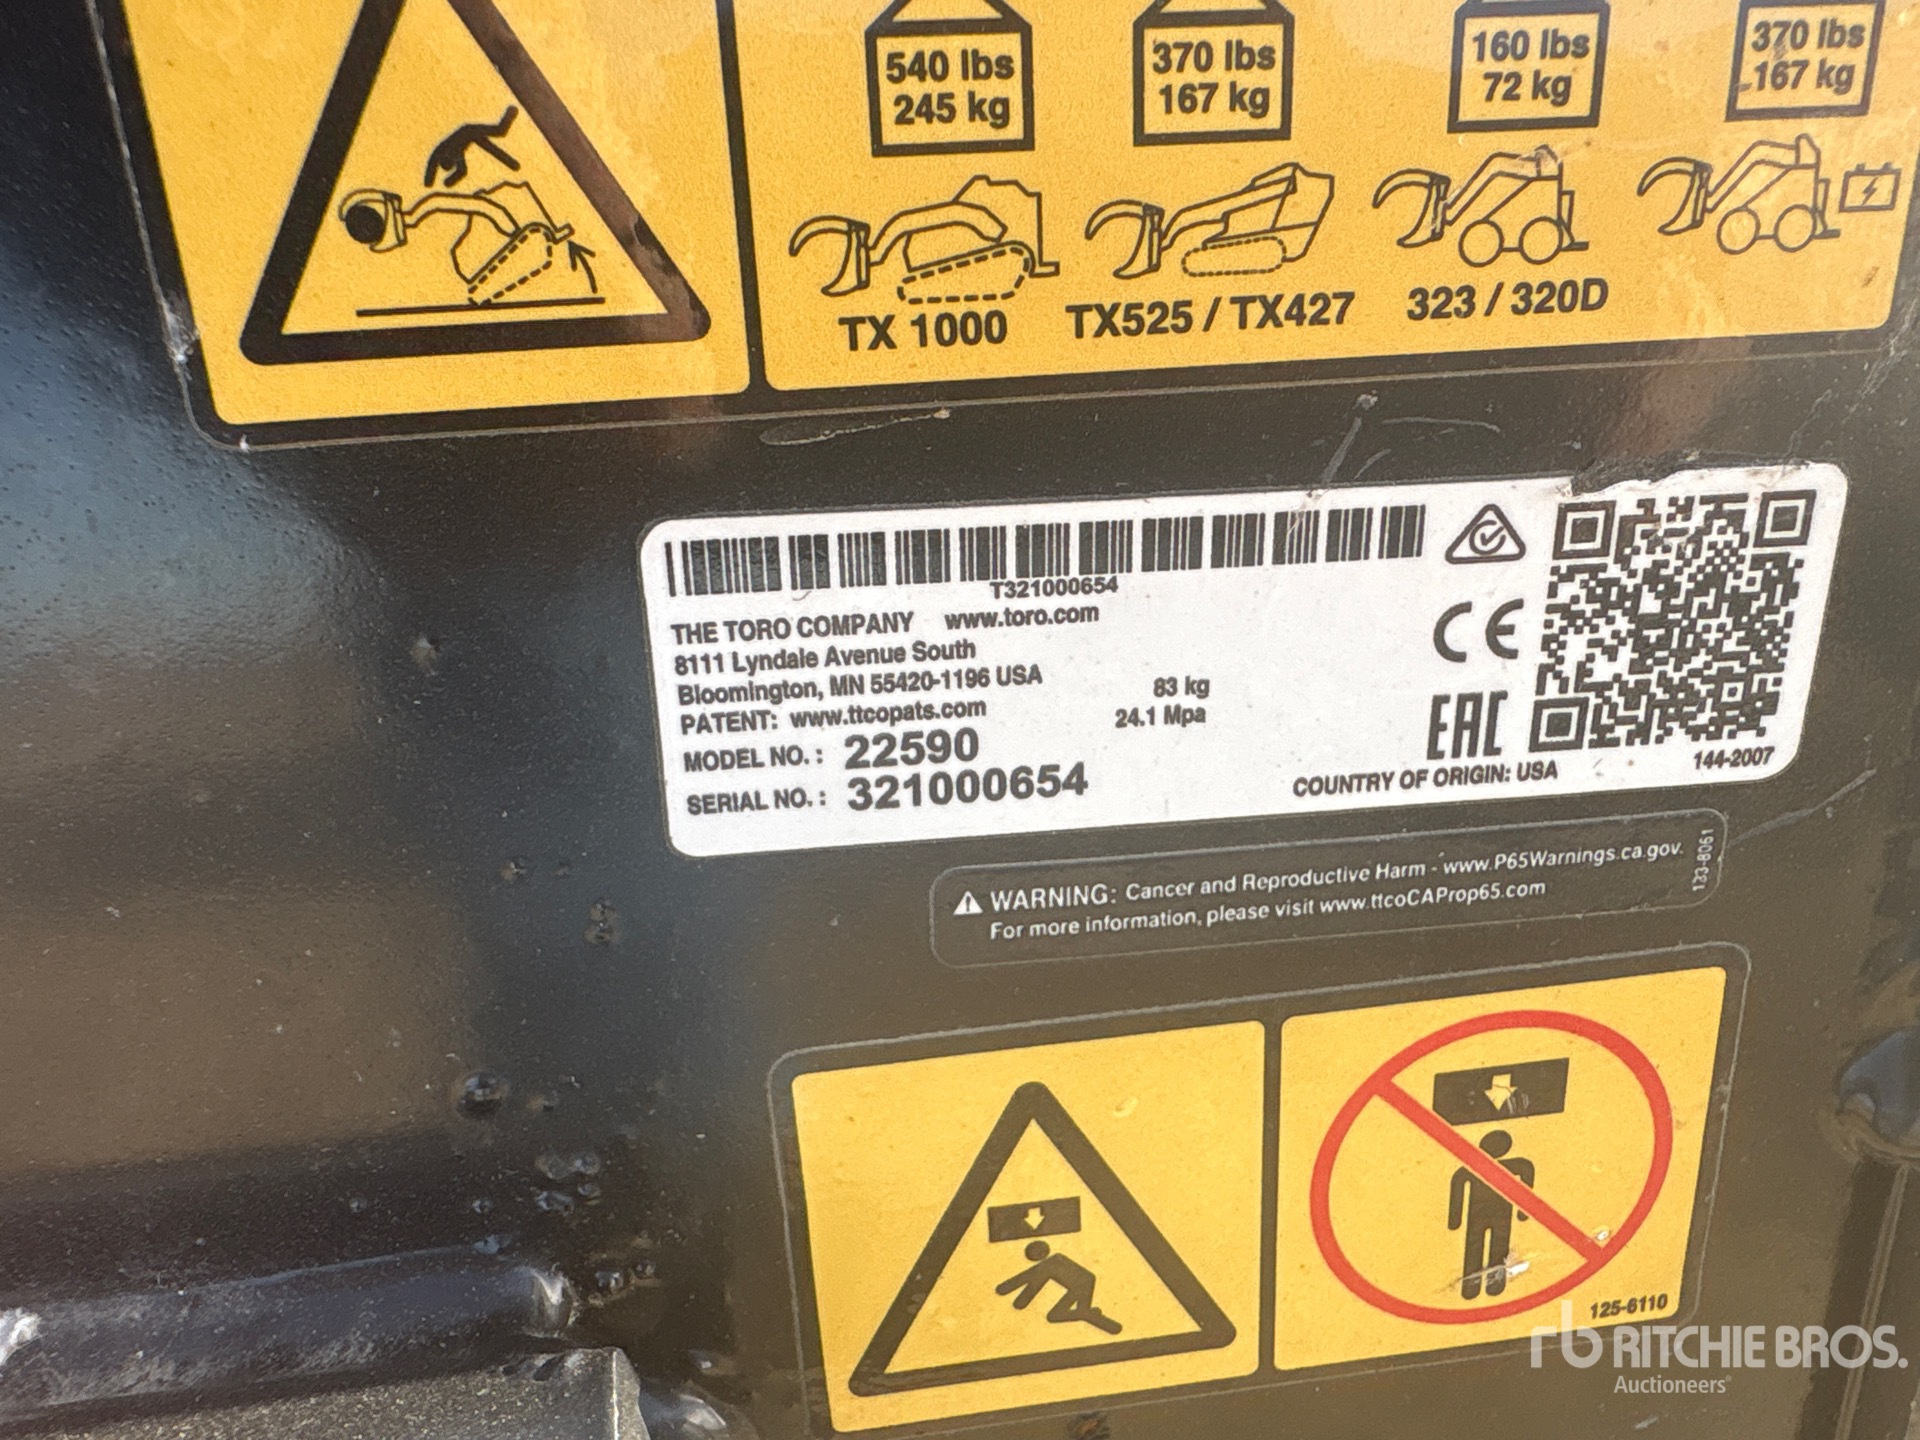 540 lbs
245 kg
370 lbs
167 kg
160 lbs
72 kg
370 lbs
167 kg
TX 1000
TX525 / TX427
323 / 320D
T321000654
THE TORO COMPANY www.toro.com
8111 Lyndale Avenue South
Bloomington, MN 55420-1196 USA
83 kg
PATENT: www.ttcopats.com
24.1 Mpa
MODEL NO.: 22590
SERIAL NO.: 321000654
CE
EAC
COUNTRY OF ORIGIN: USA
144-2007
WARNING: Cancer and Reproductive Harm - www.P65Warnings.ca.gov.
For more information, please visit www.ttcoCAProp65.com
133-8061
125-6110
rb RITCHIE BROS.
Auctioneers